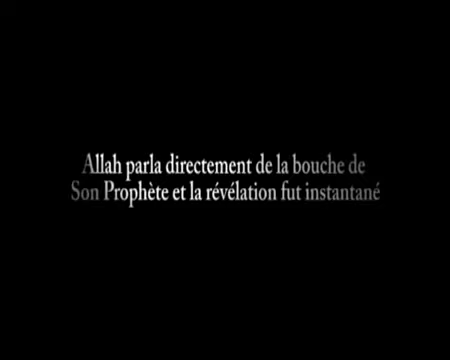 Allah parla directement de la bouche de
Son Prophète et la révélation fut instantané